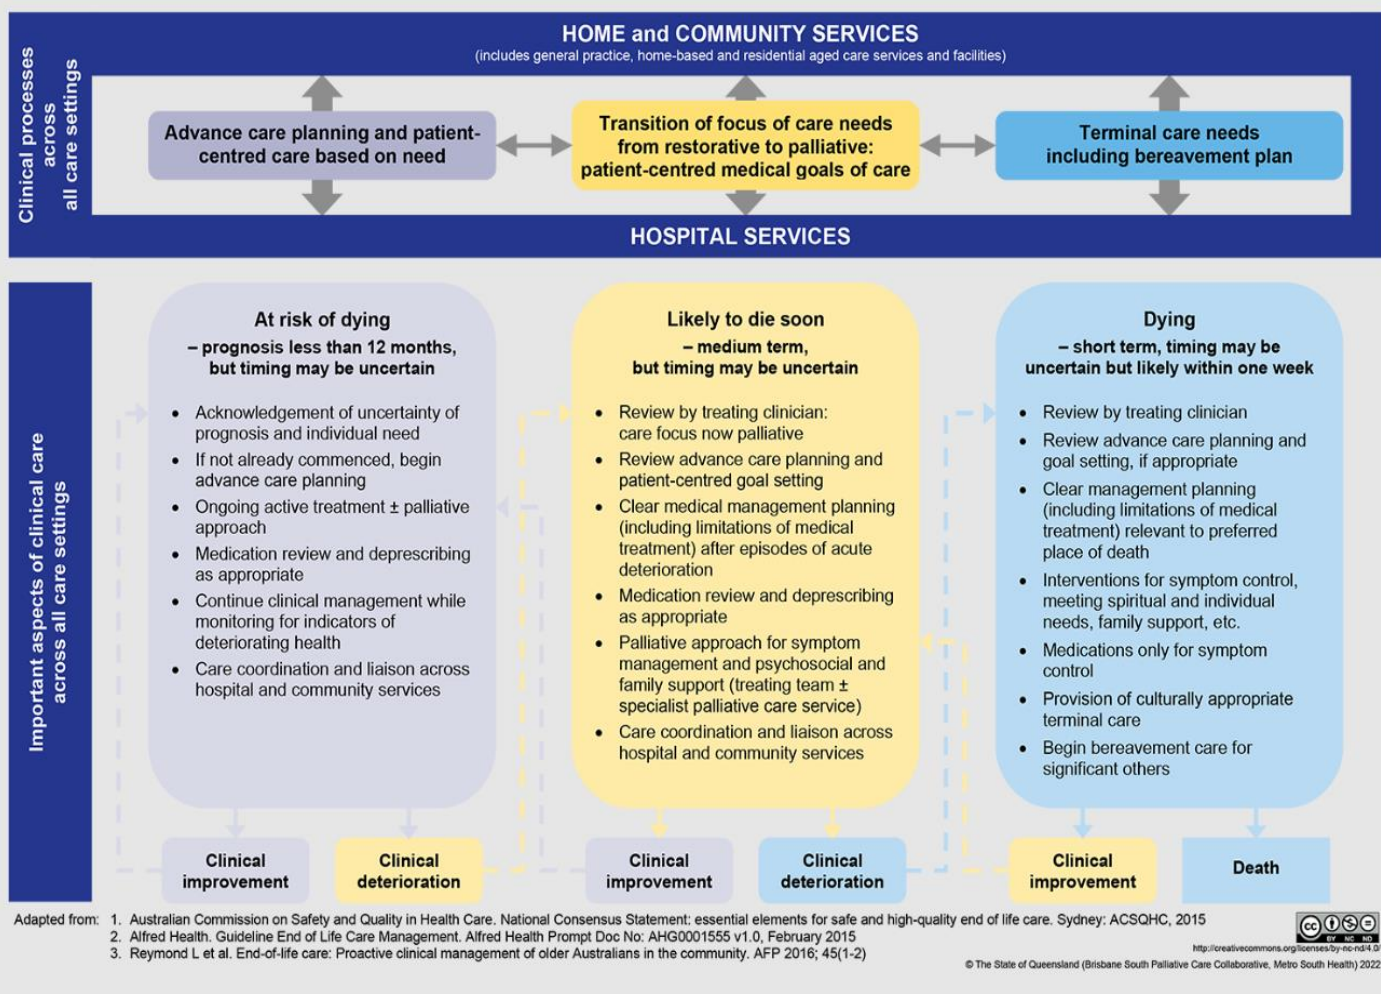 HOME and COMMUNITY SERVICES
(includes general practice, home-based and residential aged care services and facilities)
Clinical processes
across
all care settings
Advance care planning and patient-
centred care based on need
Transition of focus of care needs
from restorative to palliative:
patient-centred medical goals of care
Terminal care needs
including bereavement plan
HOSPITAL SERVICES
Important aspects of clinical care
across all care settings
At risk of dying
– prognosis less than 12 months,
but timing may be uncertain
• Acknowledgement of uncertainty of
prognosis and individual need
• If not already commenced, begin
advance care planning
• Ongoing active treatment ± palliative
approach
• Medication review and deprescribing
as appropriate
• Continue clinical management while
monitoring for indicators of
deteriorating health
• Care coordination and liaison across
hospital and community services
Clinical
improvement
Clinical
deterioration
Likely to die soon
– medium term,
but timing may be uncertain
• Review by treating clinician:
care focus now palliative
• Review advance care planning and
patient-centred goal setting
• Clear medical management planning
(including limitations of medical
treatment) after episodes of acute
deterioration
• Medication review and deprescribing
as appropriate
• Palliative approach for symptom
management and psychosocial and
family support (treating team ±
specialist palliative care service)
• Care coordination and liaison across
hospital and community services
Clinical
improvement
Clinical
deterioration
Dying
– short term, timing may be
uncertain but likely within one week
• Review by treating clinician
• Review advance care planning and
goal setting, if appropriate
• Clear management planning
(including limitations of medical
treatment) relevant to preferred
place of death
• Interventions for symptom control,
meeting spiritual and individual
needs, family support, etc.
• Medications only for symptom
control
• Provision of culturally appropriate
terminal care
• Begin bereavement care for
significant others
Clinical
improvement
Death
Adapted from: 1. Australian Commission on Safety and Quality in Health Care. National Consensus Statement: essential elements for safe and high-quality end of life care. Sydney: ACSQHC, 2015
2. Alfred Health. Guideline End of Life Care Management. Alfred Health Prompt Doc No: AHG0001555 v1.0, February 2015
3. Reymond L et al. End-of-life care: Proactive clinical management of older Australians in the community. AFP 2016; 45(1-2)
cc
BY NC ND
http://creativecommons.org/licenses/by-nc-nd/4.0/
© The State of Queensland (Brisbane South Palliative Care Collaborative, Metro South Health) 2022